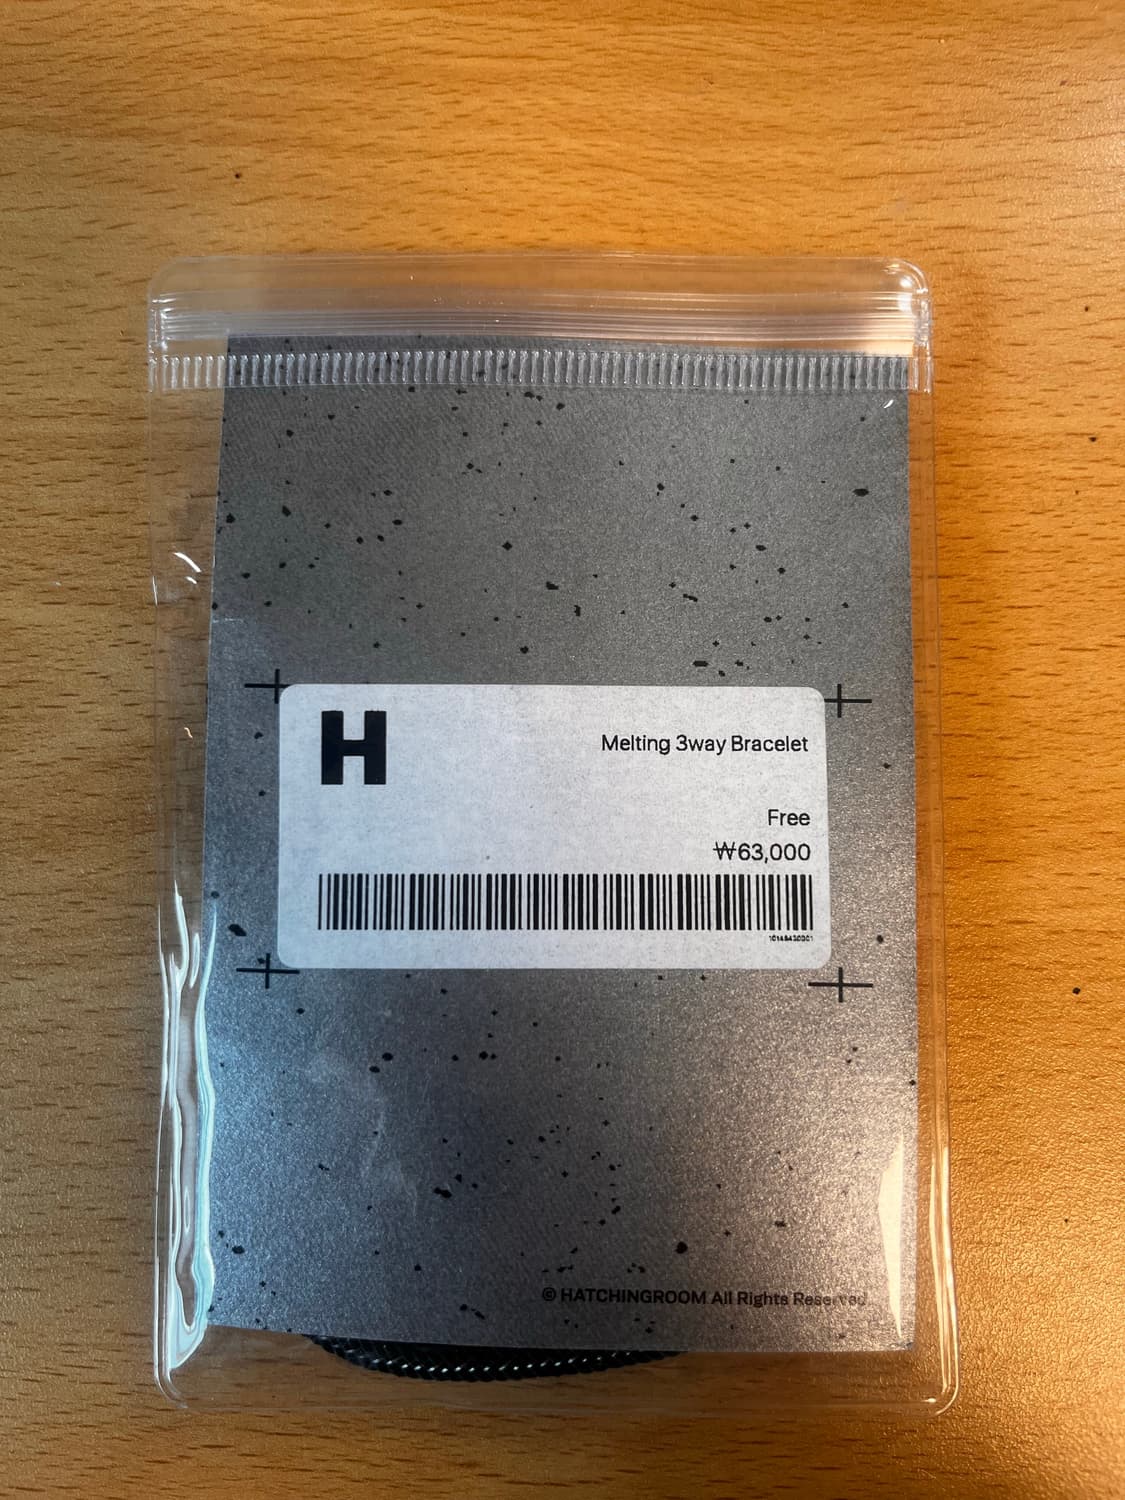 H
Melting 3way Bracelet
Free
₩63,000
© HATCHINGROOM All Rights Reserved